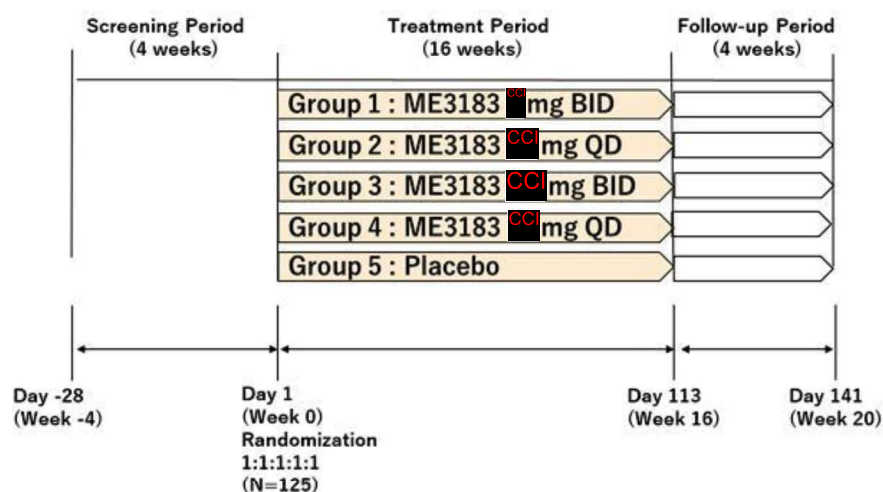 Screening Period
(4 weeks)
Treatment Period
(16 weeks)
Follow-up Period
(4 weeks)
Group 1 : ME3183 CCI mg BID
Group 2 : ME3183 CCI mg QD
Group 3 : ME3183 CCI mg BID
Group 4 : ME3183 CCI mg QD
Group 5 : Placebo
Day -28
(Week -4)
Day 1
(Week 0)
Randomization
1:1:1:1:1
(N=125)
Day 113
(Week 16)
Day 141
(Week 20)